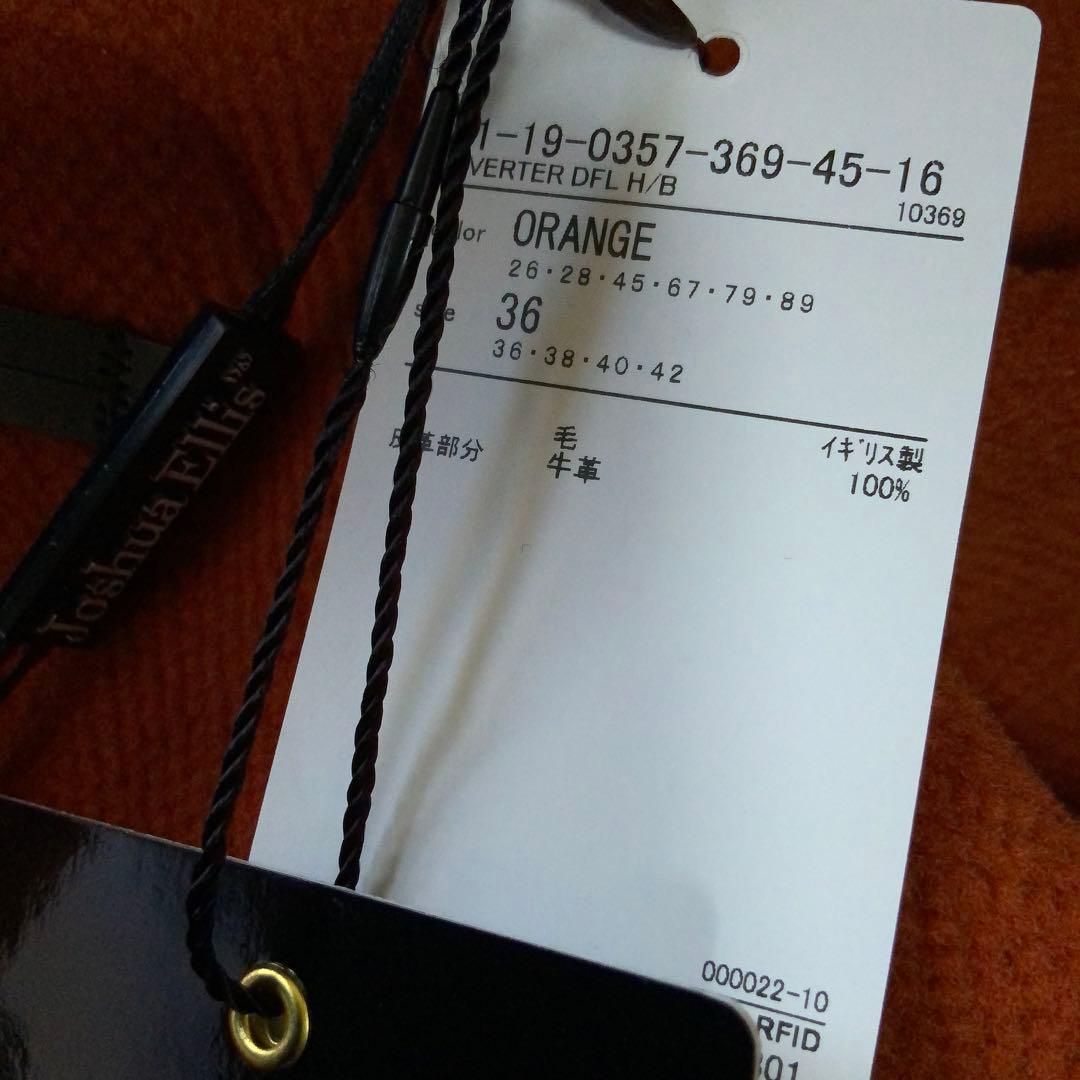 1-19-0357-369-45-16
VERTER DFL H/B
10369
lor ORANGE
26・28・45・67・79・89
36
36・38・40・42
毛 イギリス製
皮革部分 牛革 100%
000022-10
RFID
Joshua Ellis